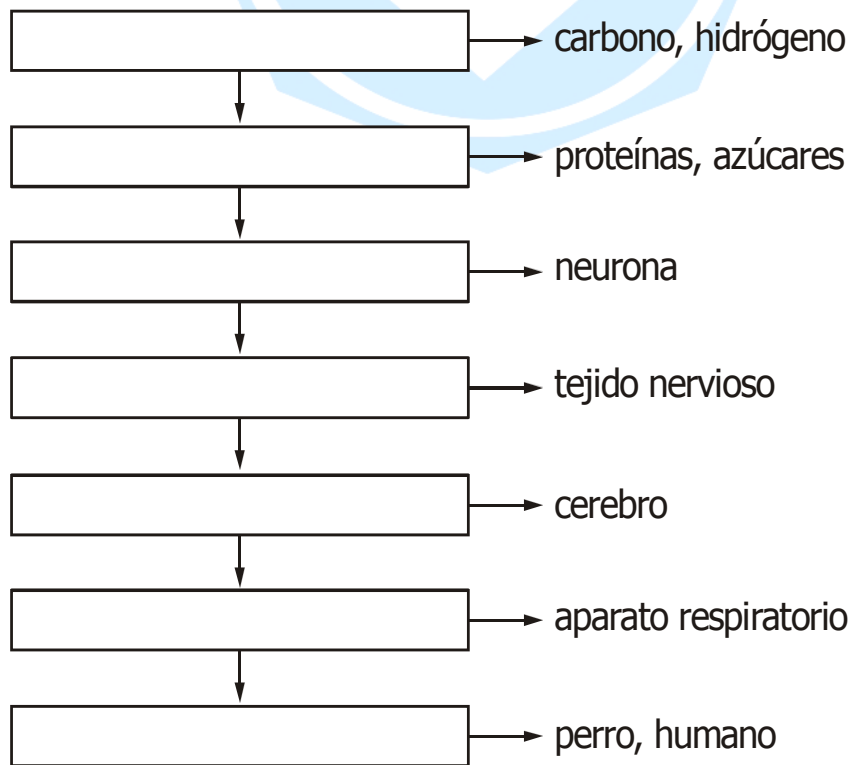 carbono, hidrógeno
proteínas, azúcares
neurona
tejido nervioso
cerebro
aparato respiratorio
perro, humano